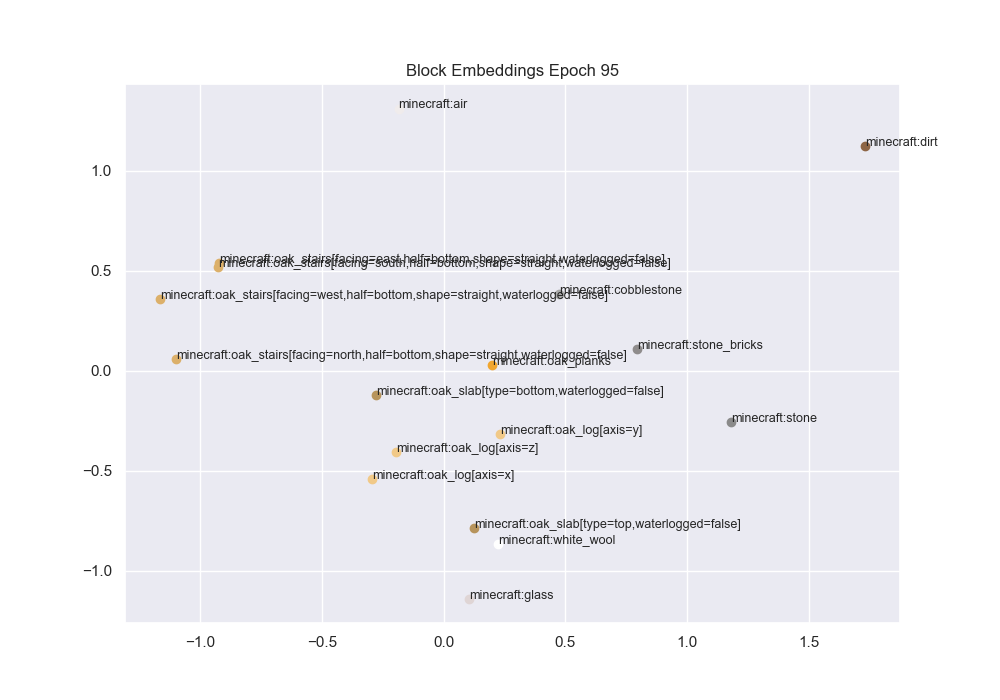 Block Embeddings Epoch 95
minecraft:air
minecraft:dirt
1.0
minecraft:oak_stairs[facing=east,half=bottom,shape=straight,waterlogged=false]
minecraft:oak_stairs[facing=south,half=bottom,shape=straight,waterlogged=false]
0.5
minecraft:cobblestone
minecraft:oak_stairs[facing=west,half=bottom,shape=straight,waterlogged=false]
minecraft:stone_bricks
minecraft:oak_stairs[facing=north,half=bottom,shape=straight,waterlogged=false]
minecraft:oak_planks
0.0
minecraft:oak_slab[type=bottom,waterlogged=false]
minecraft:stone
minecraft:oak_log[axis=y]
minecraft:oak_log[axis=z]
−0.5
minecraft:oak_log[axis=x]
minecraft:oak_slab[type=top,waterlogged=false]
minecraft:white_wool
−1.0
minecraft:glass
−1.0 −0.5 0.0 0.5 1.0 1.5